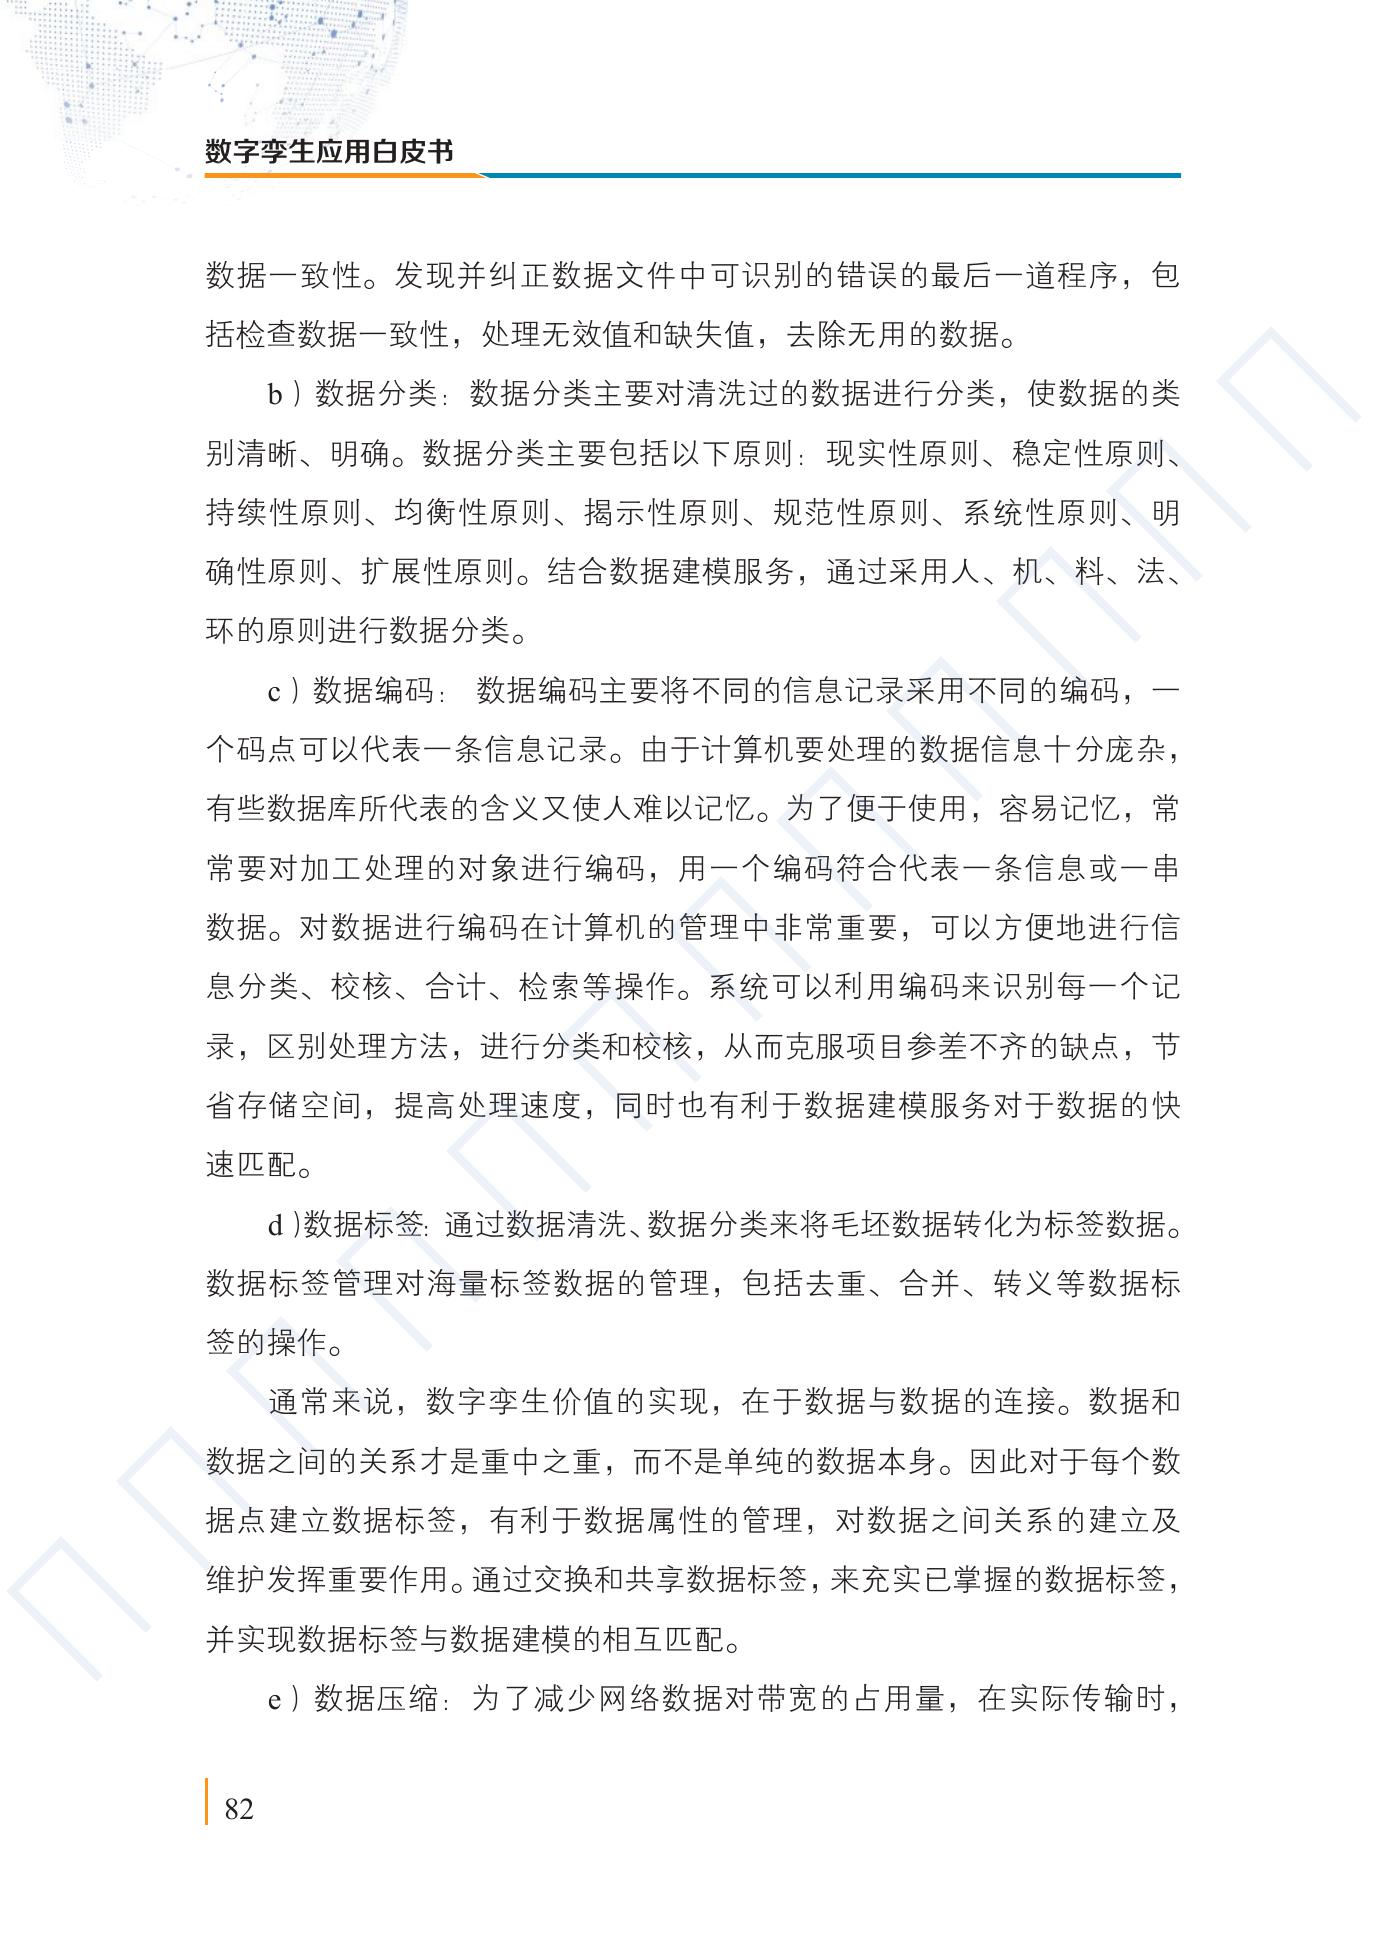 数字孪生应用白皮书
数据一致性。发现并纠正数据文件中可识别的错误的最后一道程序，包
括检查数据一致性，处理无效值和缺失值，去除无用的数据。
b）数据分类：数据分类主要对清洗过的数据进行分类，使数据的类
别清晰、明确。数据分类主要包括以下原则：现实性原则、稳定性原则、
持续性原则、均衡性原则、揭示性原则、规范性原则、系统性原则、明
确性原则、扩展性原则。结合数据建模服务，通过采用人、机、料、法、
环的原则进行数据分类。
c）数据编码： 数据编码主要将不同的信息记录采用不同的编码，一
个码点可以代表一条信息记录。由于计算机要处理的数据信息十分庞杂，
有些数据库所代表的含义又使人难以记忆。为了便于使用，容易记忆，常
常要对加工处理的对象进行编码，用一个编码符合代表一条信息或一串
数据。对数据进行编码在计算机的管理中非常重要，可以方便地进行信
息分类、校核、合计、检索等操作。系统可以利用编码来识别每一个记
录，区别处理方法，进行分类和校核，从而克服项目参差不齐的缺点，节
省存储空间，提高处理速度，同时也有利于数据建模服务对于数据的快
速匹配。
d）数据标签：通过数据清洗、数据分类来将毛坯数据转化为标签数据。
数据标签管理对海量标签数据的管理，包括去重、合并、转义等数据标
签的操作。
通常来说，数字孪生价值的实现，在于数据与数据的连接。数据和
数据之间的关系才是重中之重，而不是单纯的数据本身。因此对于每个数
据点建立数据标签，有利于数据属性的管理，对数据之间关系的建立及
维护发挥重要作用。通过交换和共享数据标签，来充实已掌握的数据标签，
并实现数据标签与数据建模的相互匹配。
e）数据压缩：为了减少网络数据对带宽的占用量，在实际传输时，
82